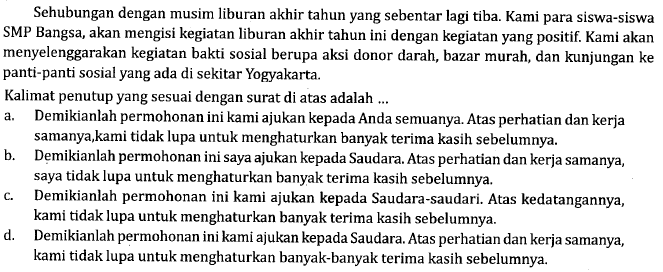 Sehubungan dengan musim liburan akhir tahun yang sebentar lagi tiba. Kami para siswa-siswa
SMP Bangsa, akan mengisi kegiatan liburan akhir tahun ini dengan kegiatan yang positif. Kami akan
menyelenggarakan kegiatan bakti sosial berupa aksi donor darah, bazar murah, dan kunjungan ke
panti-panti sosial yang ada di sekitar Yogyakarta.
Kalimat penutup yang sesuai dengan surat di atas adalah ...
a. Demikianlah permohonan ini kami ajukan kepada Anda semuanya. Atas perhatian dan kerja
samanya,kami tidak lupa untuk menghaturkan banyak terima kasih sebelumnya.
b. Demikianlah permohonan ini saya ajukan kepada Saudara. Atas perhatian dan kerja samanya,
saya tidak lupa untuk menghaturkan banyak terima kasih sebelumnya.
c. Demikianlah permohonan ini kami ajukan kepada Saudara-saudari. Atas kedatangannya,
kami tidak lupa untuk menghaturkan banyak terima kasih sebelumnya.
d. Demikianlah permohonan ini kami ajukan kepada Saudara. Atas perhatian dan kerja samanya,
kami tidak lupa untuk menghaturkan banyak-banyak terima kasih sebelumnya.